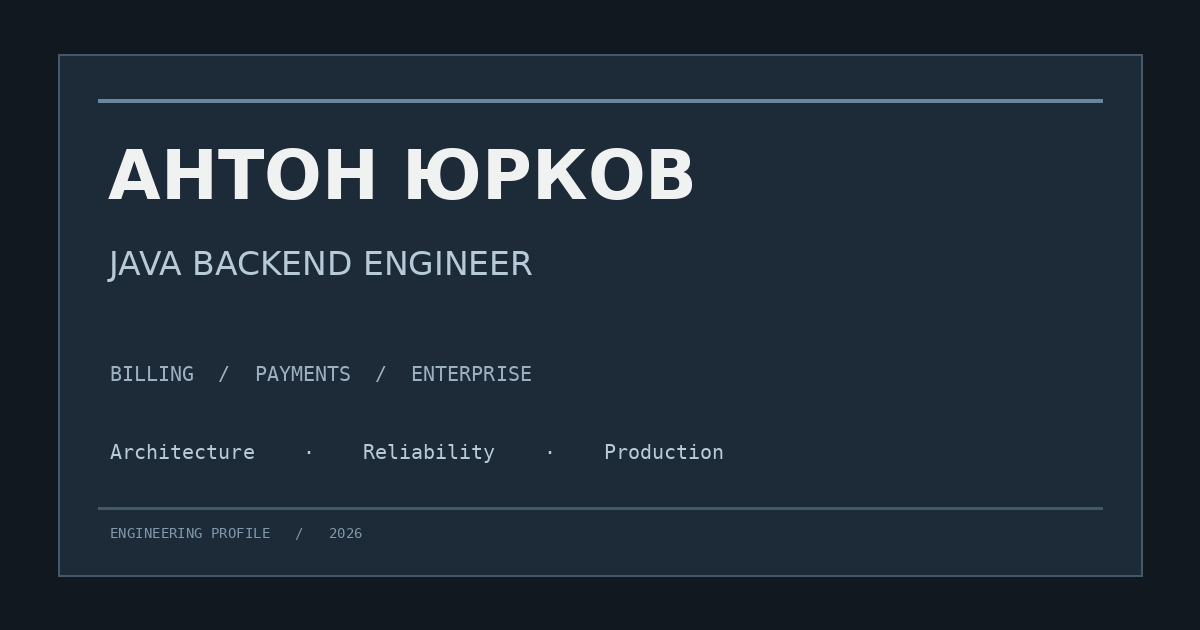 АНТОН ЮРКОВ
JAVA BACKEND ENGINEER
BILLING / PAYMENTS / ENTERPRISE
Architecture · Reliability · Production
ENGINEERING PROFILE / 2026